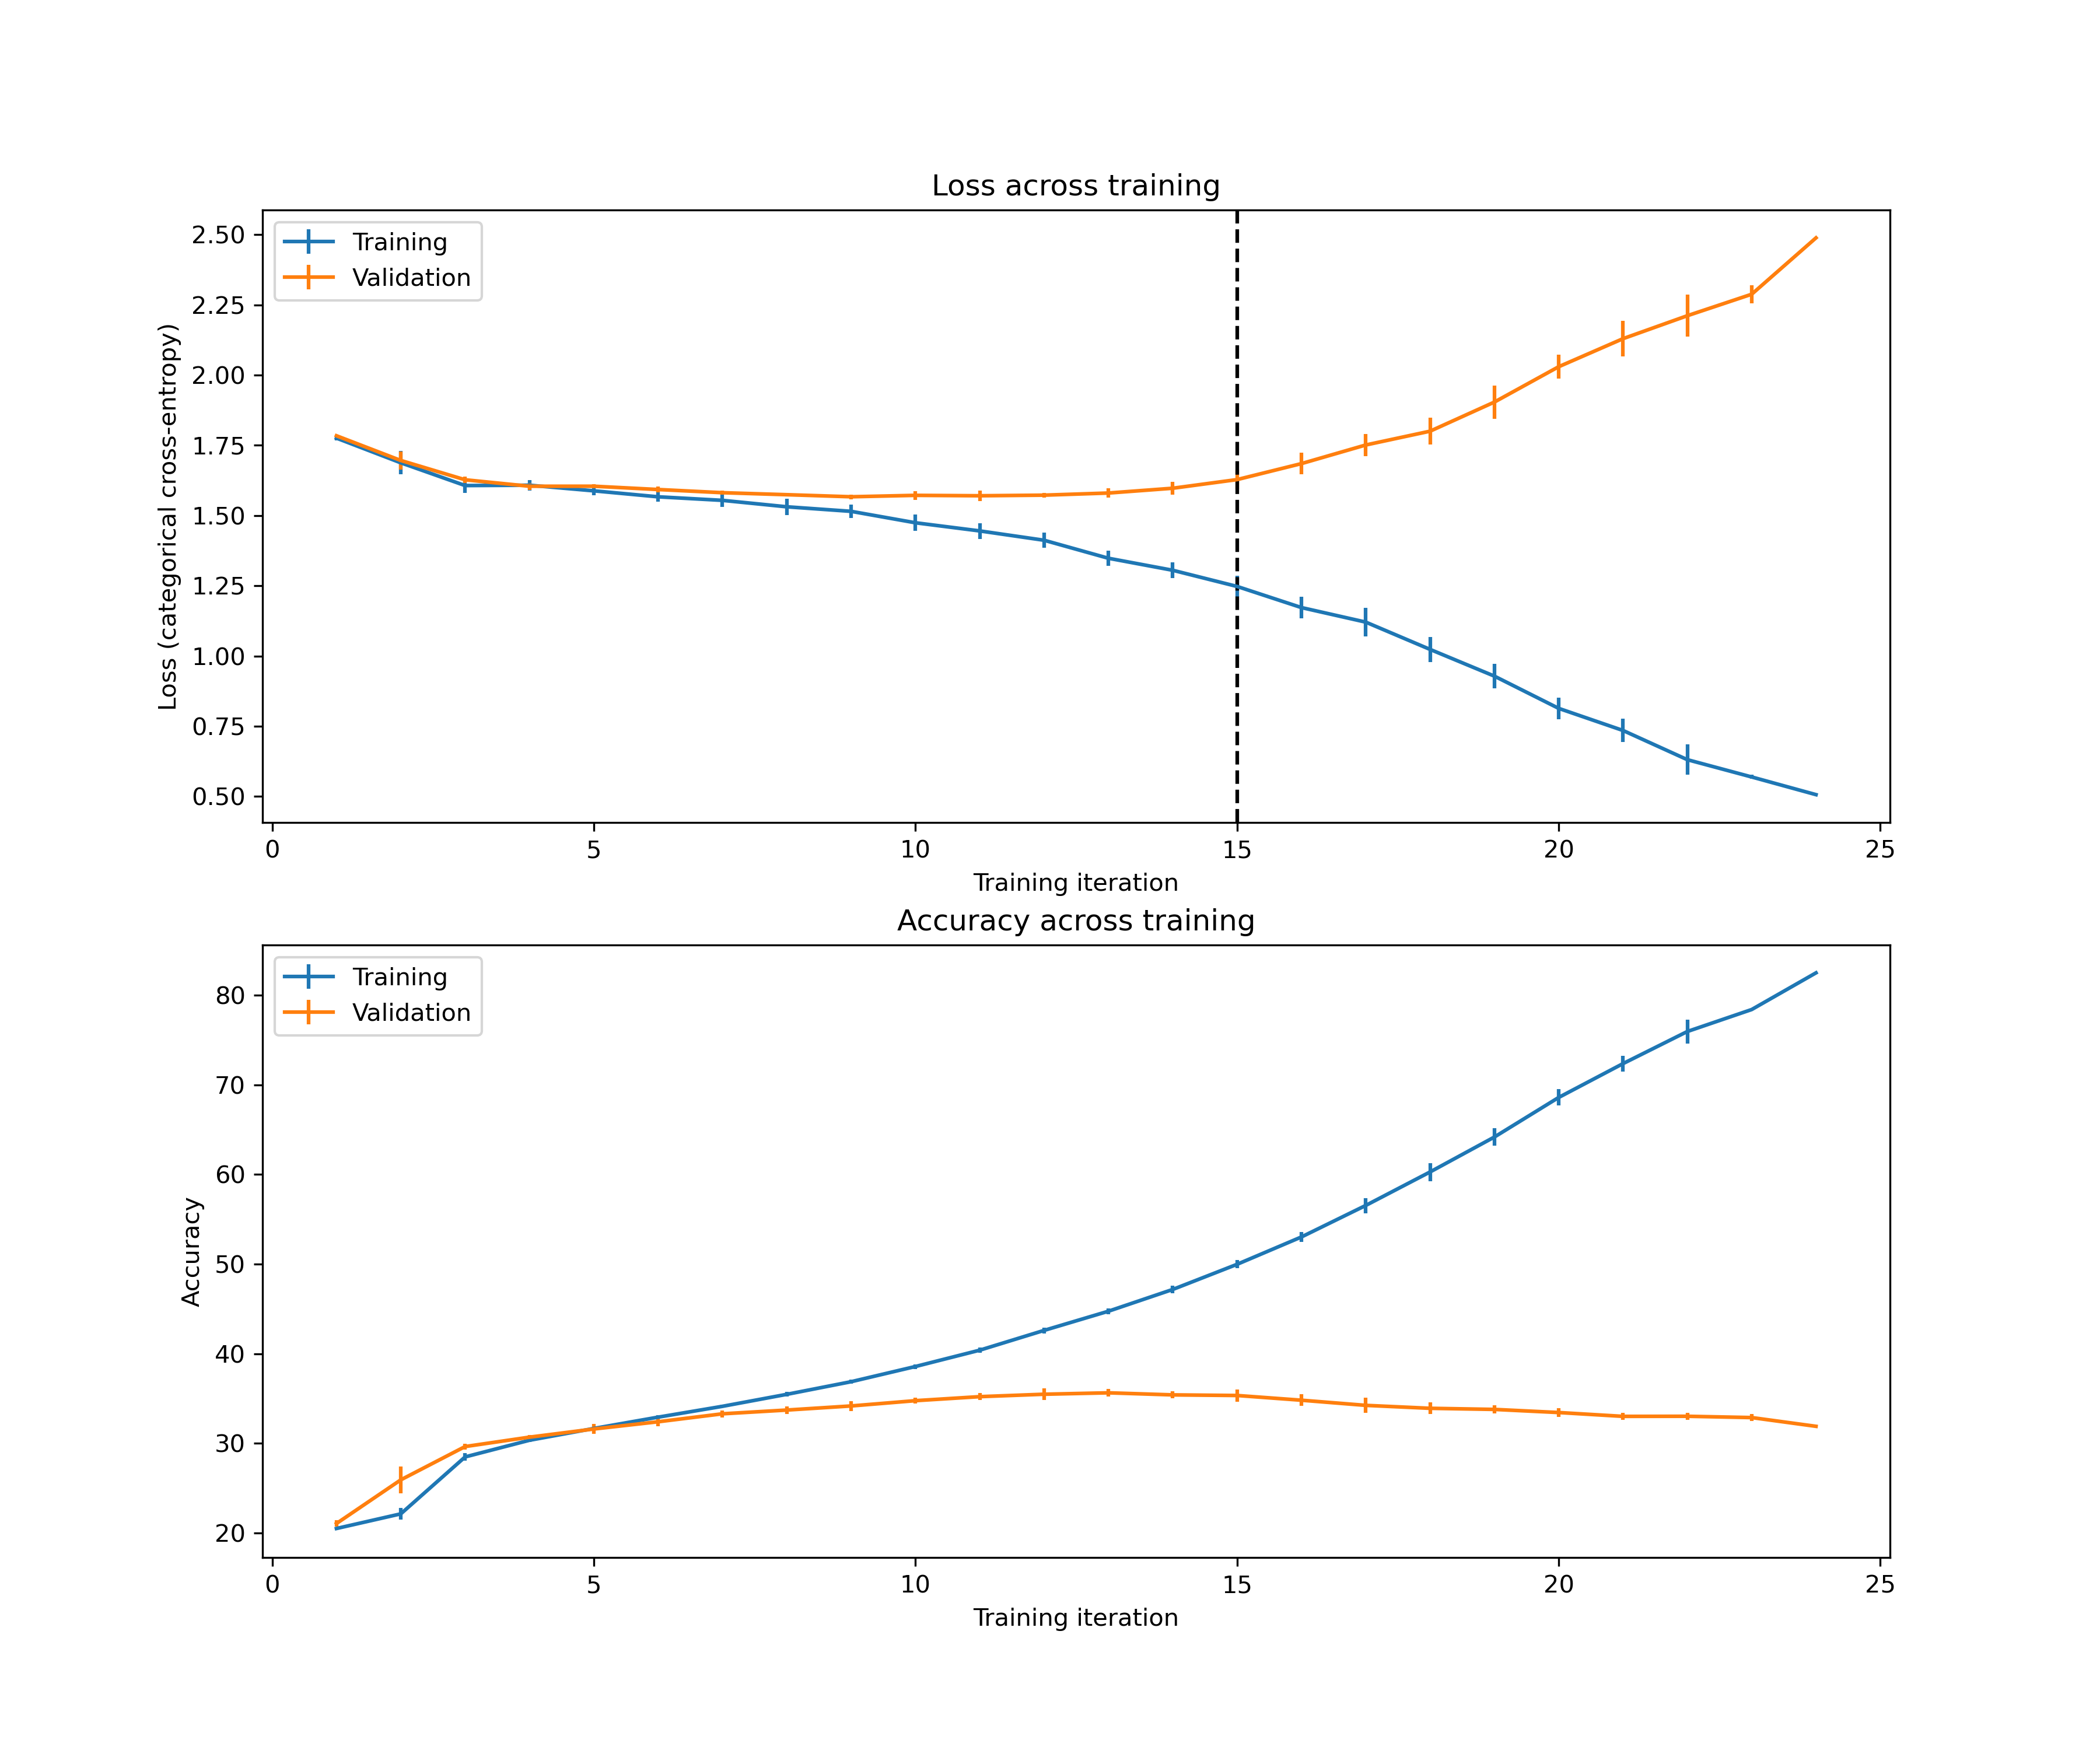 Loss across training
Training
Validation
Loss (categorical cross-entropy)
2.50
2.25
2.00
1.75
1.50
1.25
1.00
0.75
0.50
0 5 10 15 20 25
Training iteration
Accuracy across training
Training
Validation
Accuracy
80
70
60
50
40
30
20
0 5 10 15 20 25
Training iteration